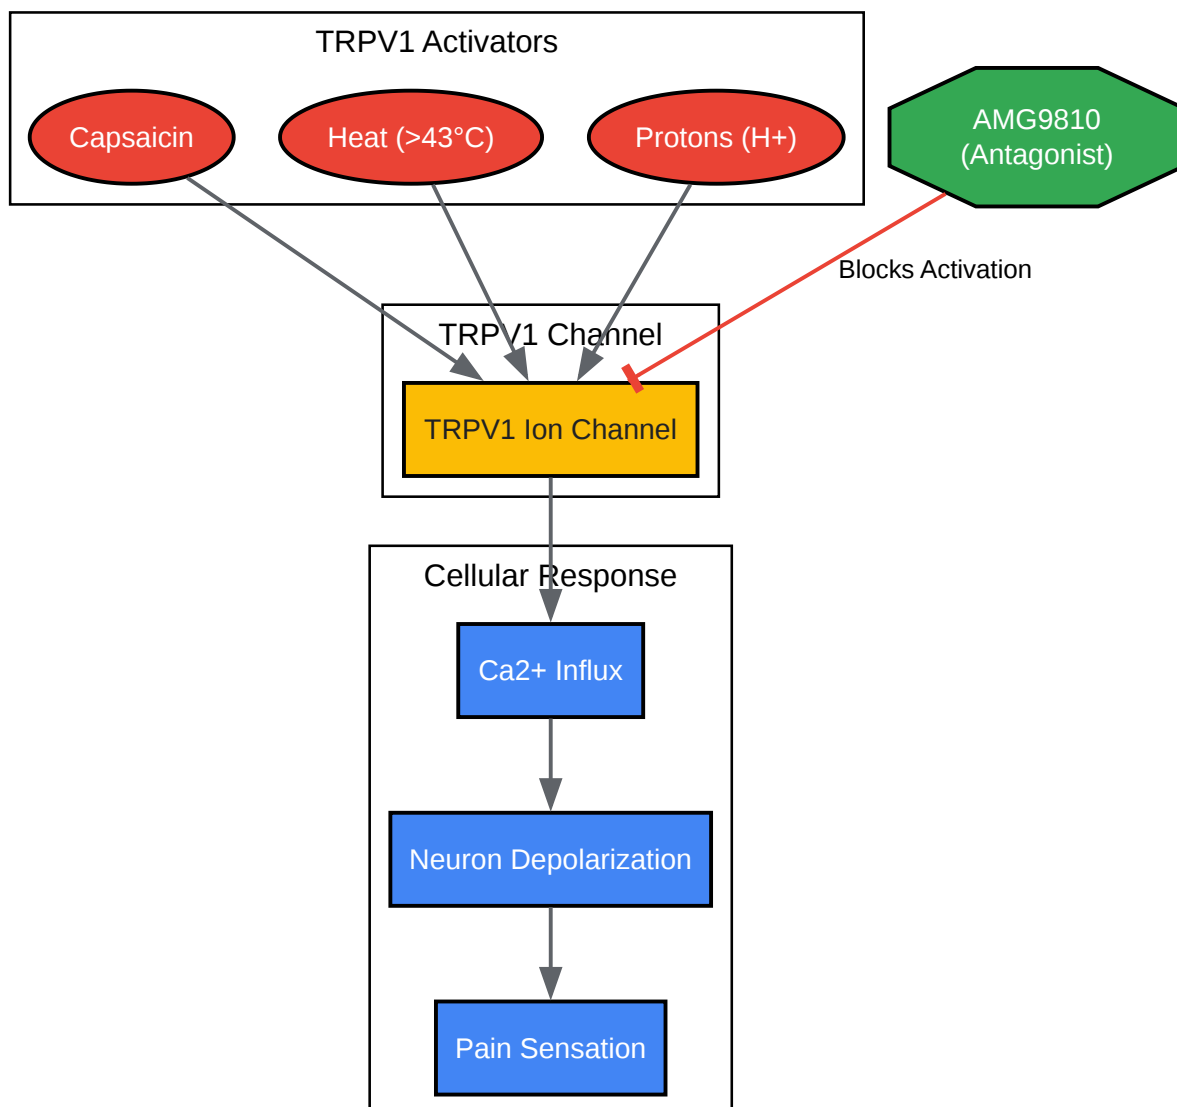 TRPV1 Activators
Capsaicin
Heat (>43°C)
Protons (H+)
AMG9810
(Antagonist)
Blocks Activation
TRPV1 Channel
TRPV1 Ion Channel
Cellular Response
Ca2+ Influx
Neuron Depolarization
Pain Sensation